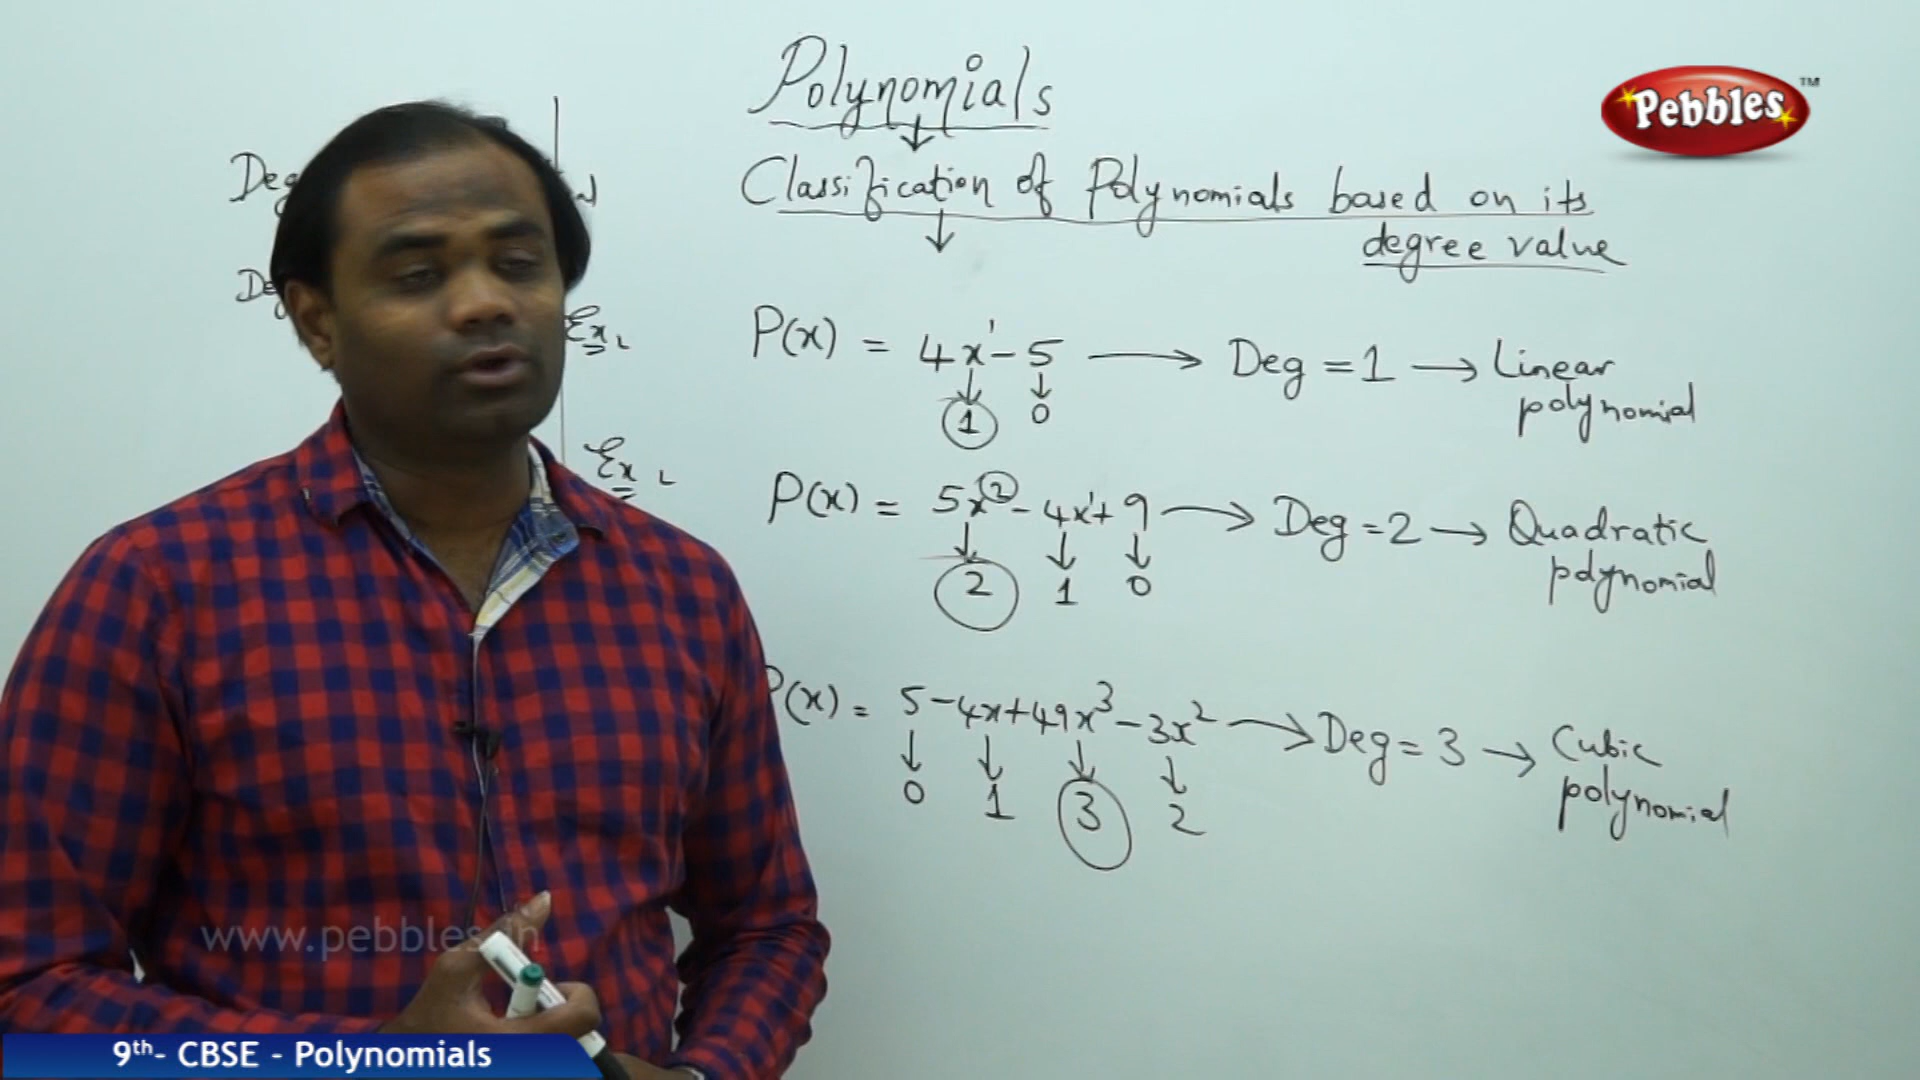 Polynomials
Classification of Polynomials based on its
degree value
Pebbles™
Deg
Ex
Ex
P(x) = 4x¹ - 5 → Deg = 1 → Linear
polynomial
1 0
P(x) = 5x² - 4x¹ + 9 → Deg = 2 → Quadratic
polynomial
2 1 0
P(x) = 5 - 4x + 49x³ - 3x² → Deg = 3 → Cubic
polynomial
0 1 3 2
www.pebbles.in
9th- CBSE - Polynomials